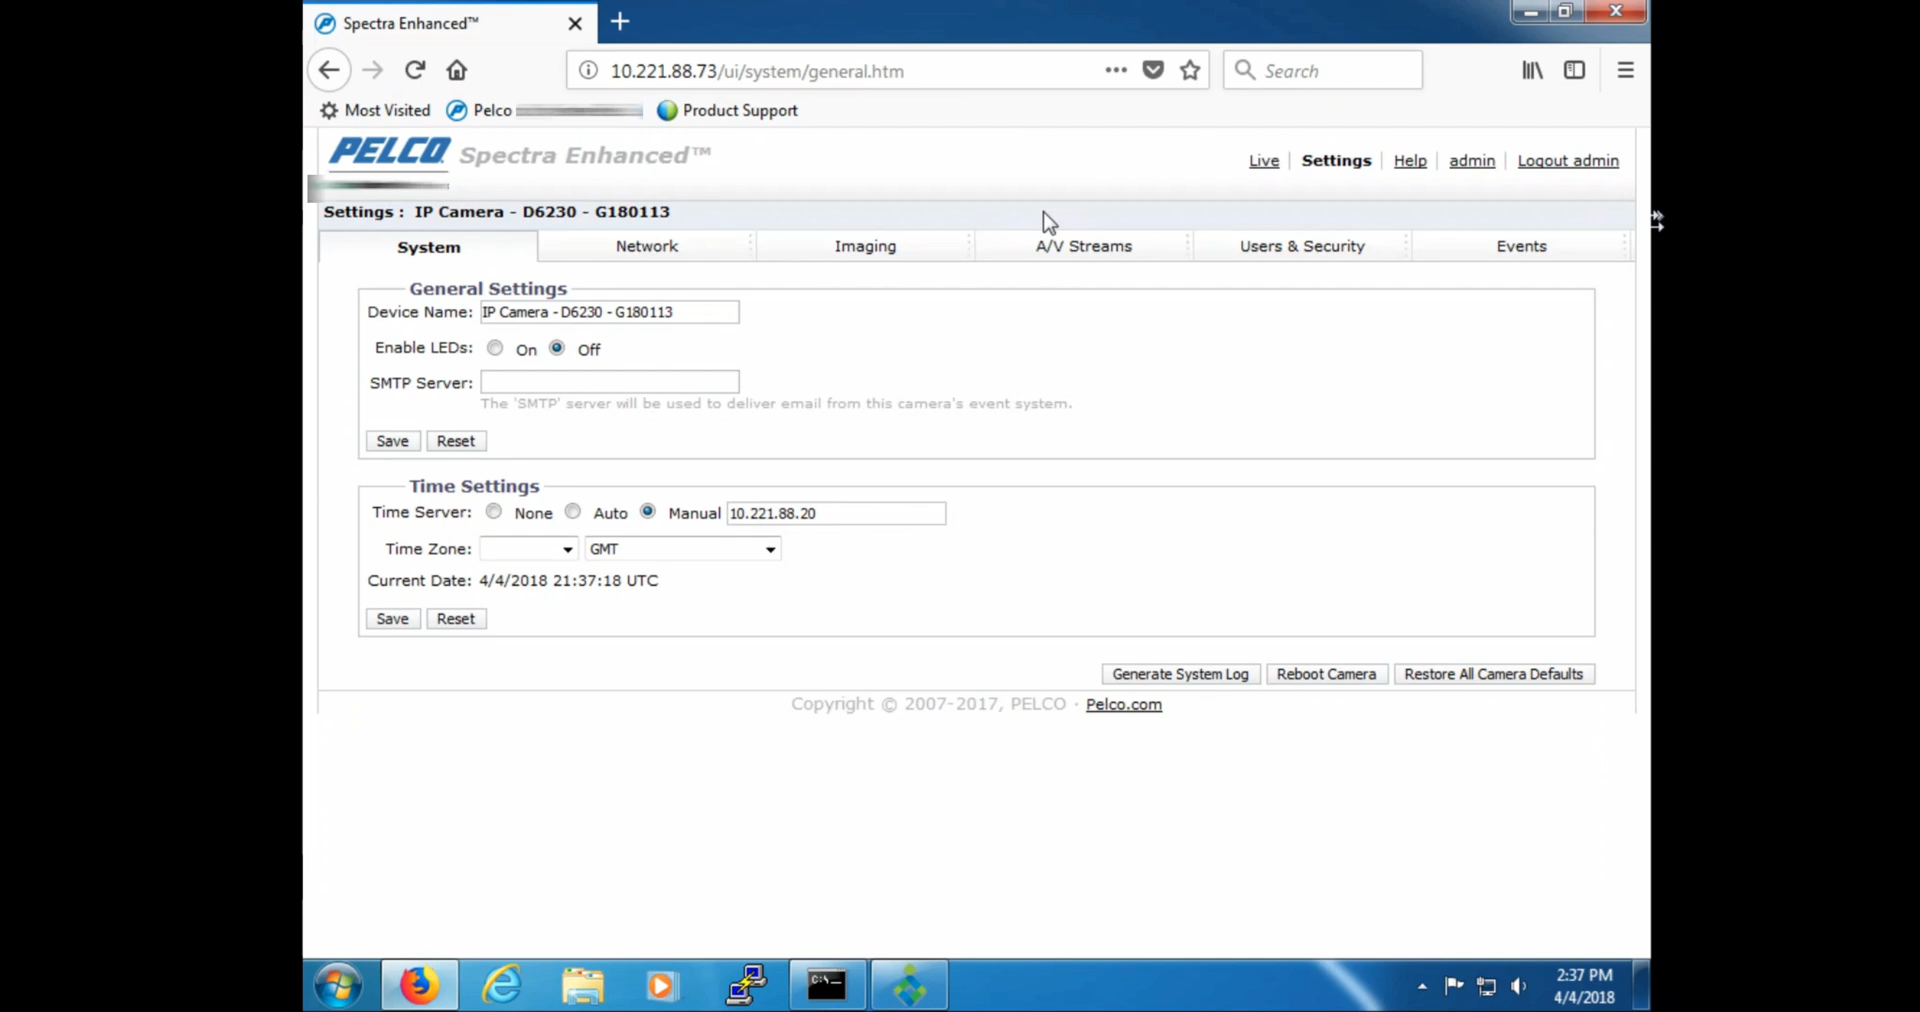 Spectra Enhanced™
10.221.88.73/ui/system/general.htm
Search
Most Visited
Pelco
Product Support
PELCO Spectra Enhanced™
Live Settings Help admin Logout admin
Settings : IP Camera - D6230 - G180113
System Network Imaging A/V Streams Users & Security Events
General Settings
Device Name: IP Camera - D6230 - G180113
Enable LEDs: On Off
SMTP Server:
The 'SMTP' server will be used to deliver email from this camera's event system.
Save Reset
Time Settings
Time Server: None Auto Manual 10.221.88.20
Time Zone: GMT
Current Date: 4/4/2018 21:37:18 UTC
Save Reset
Generate System Log Reboot Camera Restore All Camera Defaults
Copyright © 2007-2017, PELCO · Pelco.com
C:\
2:37 PM
4/4/2018